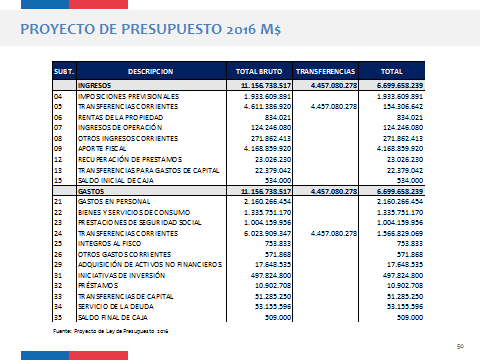 PROYECTO DE PRESUPUESTO 2016 M$
SUBT. DESCRIPCION TOTAL BRUTO TRANSFERENCIAS TOTAL
INGRESOS 11.156.738.517 4.457.080.278 6.699.658.239
04 IMPOSICIONES PREVISIONALES 1.933.609.891 1.933.609.891
05 TRANSFERENCIAS CORRIENTES 4.611.386.920 4.457.080.278 154.306.642
06 RENTAS DE LA PROPIEDAD 834.021 834.021
07 INGRESOS DE OPERACIÓN 124.246.080 124.246.080
08 OTROS INGRESOS CORRIENTES 271.862.413 271.862.413
09 APORTE FISCAL 4.168.859.920 4.168.859.920
12 RECUPERACIÓN DE PRESTAMOS 23.026.230 23.026.230
13 TRANSFERENCIAS PARA GASTOS DE CAPITAL 22.379.042 22.379.042
15 SALDO INICIAL DE CAJA 534.000 534.000
GASTOS 11.156.738.517 4.457.080.278 6.699.658.239
21 GASTOS EN PERSONAL 2.160.266.454 2.160.266.454
22 BIENES Y SERVICIOS DE CONSUMO 1.335.751.170 1.335.751.170
23 PRESTACIONES DE SEGURIDAD SOCIAL 1.004.159.956 1.004.159.956
24 TRANSFERENCIAS CORRIENTES 6.023.909.347 4.457.080.278 1.566.829.069
25 INTEGROS AL FISCO 753.833 753.833
26 OTROS GASTOS CORRIENTES 571.868 571.868
29 ADQUISICIÓN DE ACTIVOS NO FINANCIEROS 17.648.535 17.648.535
31 INICIATIVAS DE INVERSIÓN 497.824.800 497.824.800
32 PRÉSTAMOS 10.902.708 10.902.708
33 TRANSFERENCIAS DE CAPITAL 51.285.250 51.285.250
34 SERVICIO DE LA DEUDA 53.155.596 53.155.596
35 SALDO FINAL DE CAJA 509.000 509.000
Fuente: Proyecto de Ley de Presupuesto 2016
50